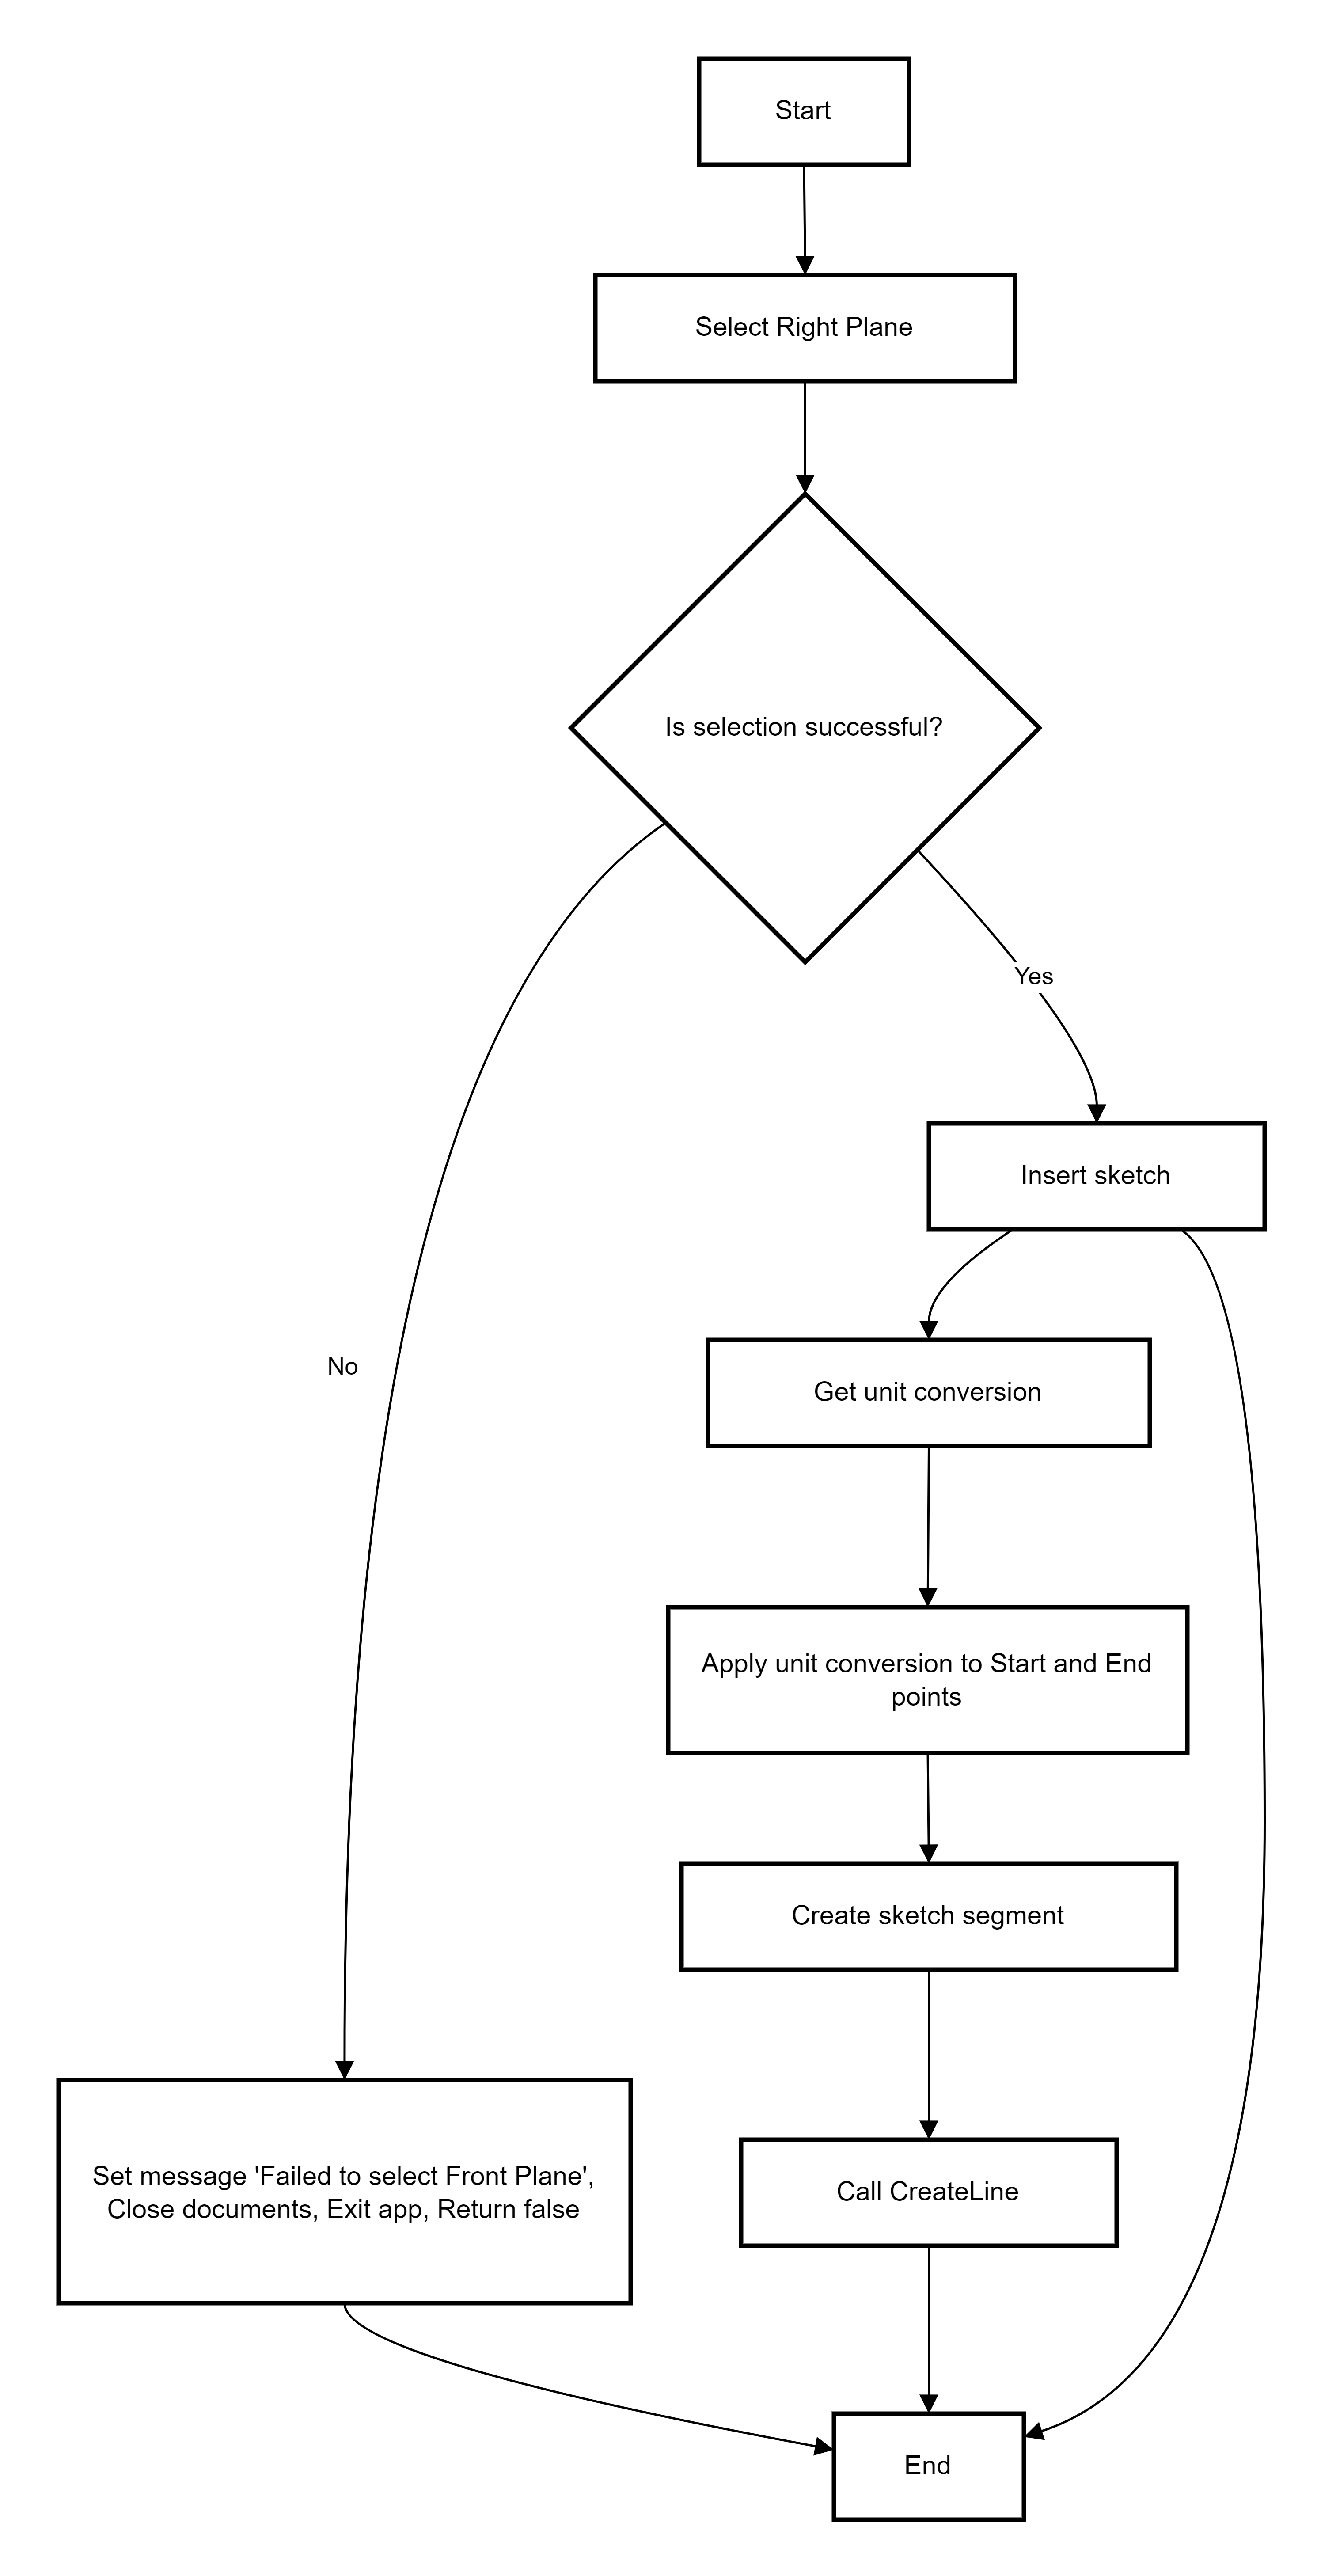 Start
Select Right Plane
Is selection successful?
Yes
Insert sketch
No
Get unit conversion
Apply unit conversion to Start and End
points
Create sketch segment
Set message 'Failed to select Front Plane',
Close documents, Exit app, Return false
Call CreateLine
End